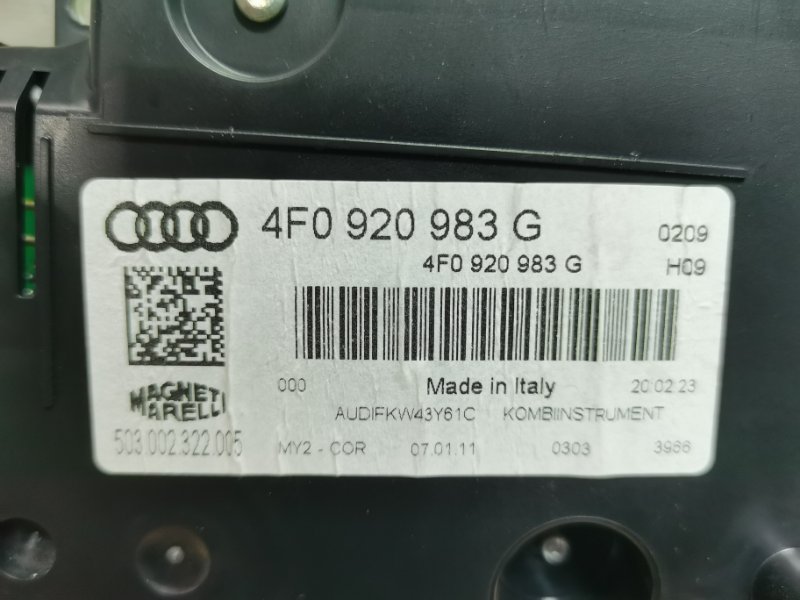 4F0 920 983 G 0209
4F0 920 983 G H09
000 Made in Italy 20 02 23
MAGNETI MARELLI
AUDIFKW43Y61C KOMBIINSTRUMENT
503.002.322.005
MY2 - COR 07.01.11 0303 3966